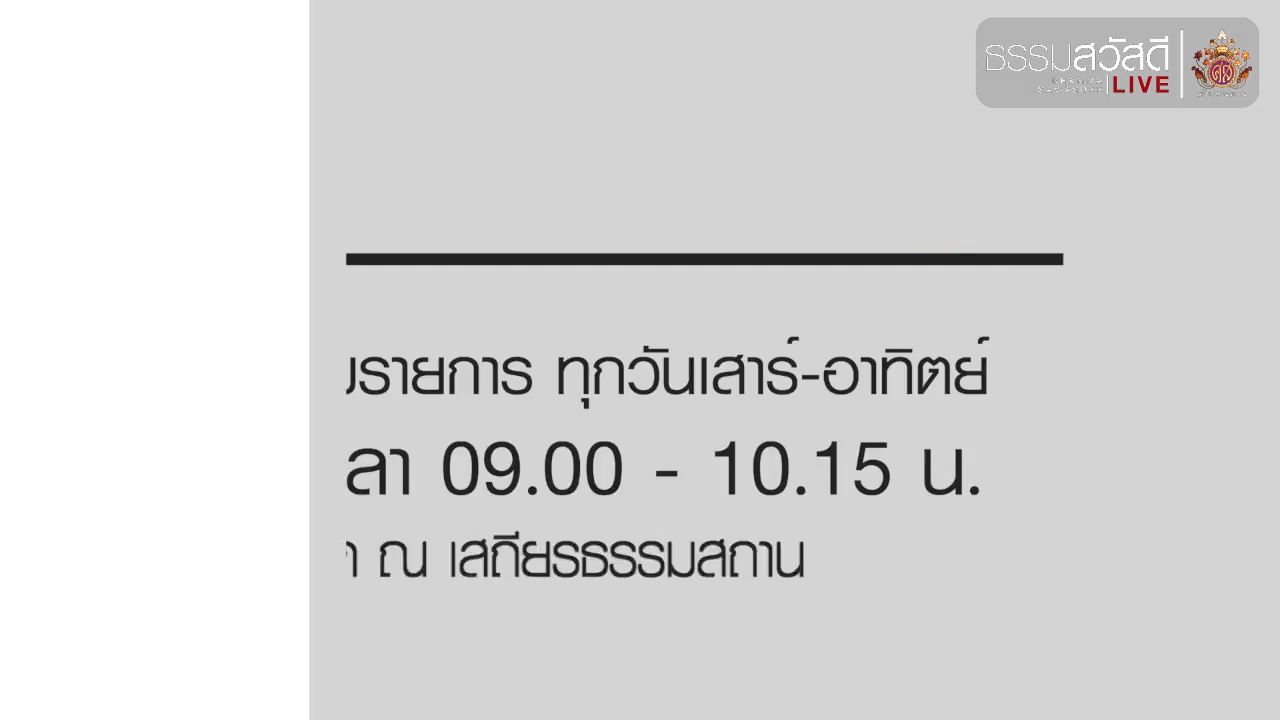 ธรรมสวัสดี
DHAMMA
SAWASDEE
LIVE
รายการ ทุกวันเสาร์-อาทิตย์
ลา 09.00 - 10.15 น.
ณ เสถียรธรรมสถาน